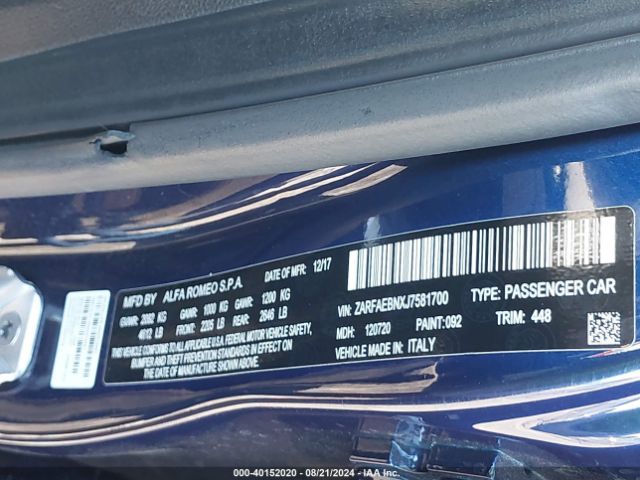 MFD BY ALFA ROMEO S.P.A. DATE OF MFR: 12/17
GVWR: 2092 KG GAWR: 1000 KG GAWR: 1200 KG
4612 LB FRONT: 2205 LB REAR: 2646 LB
THIS VEHICLE CONFORMS TO ALL APPLICABLE U.S.A. FEDERAL MOTOR VEHICLE SAFETY,
BUMPER AND THEFT PREVENTION STANDARDS IN EFFECT ON
THE DATE OF MANUFACTURE SHOWN ABOVE.
VIN: ZARFAEBNXJ7581700 TYPE: PASSENGER CAR
MDH: 120720 PAINT:092 TRIM: 448
VEHICLE MADE IN: ITALY
000-40152020 - 08/21/2024 - IAA Inc.